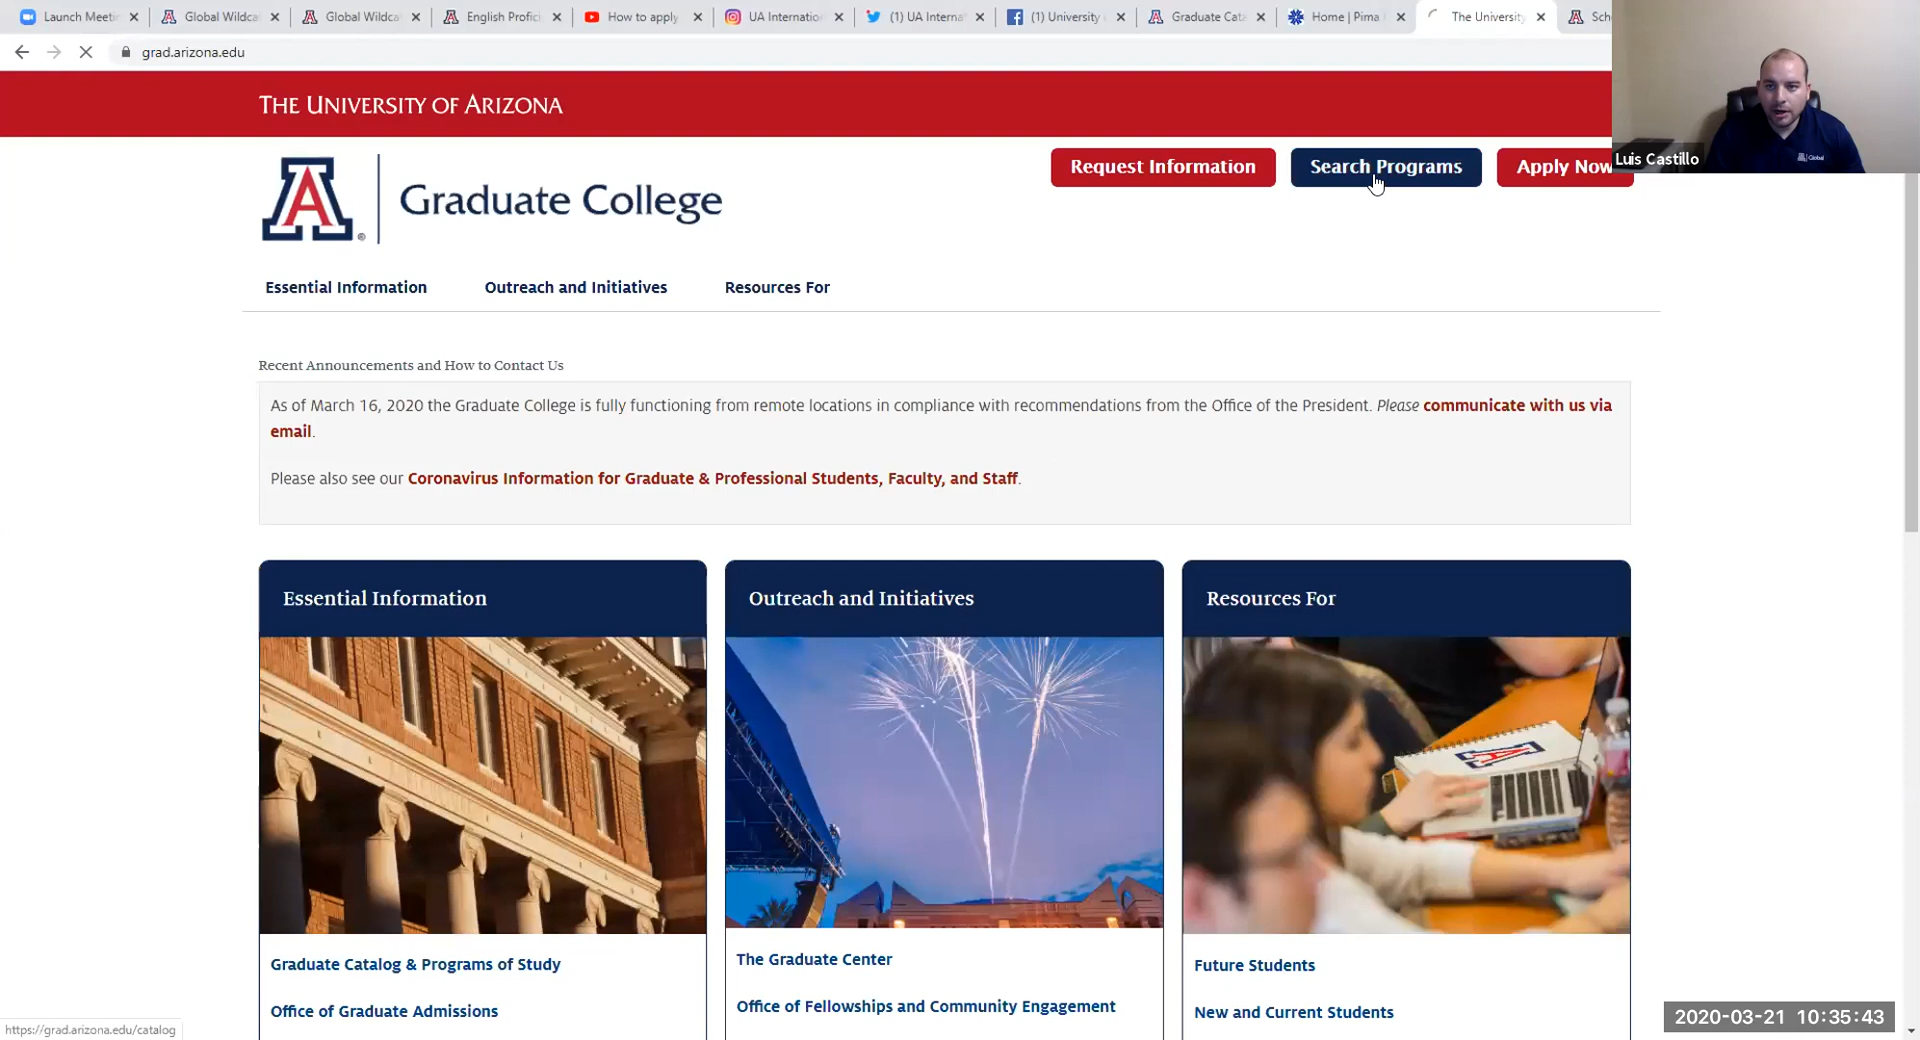 Launch Meetin
Global Wildca
Global Wildca
English Profici
How to apply
UA Internatio
(1) UA Interna
(1) University
Graduate Cata
Home | Pima
The University
Sch
grad.arizona.edu
THE UNIVERSITY OF ARIZONA
Request Information
Search Programs
Apply Now
Luis Castillo
Global
A
Graduate College
Essential Information
Outreach and Initiatives
Resources For
Recent Announcements and How to Contact Us
As of March 16, 2020 the Graduate College is fully functioning from remote locations in compliance with recommendations from the Office of the President. Please communicate with us via
email.
Please also see our Coronavirus Information for Graduate & Professional Students, Faculty, and Staff.
Essential Information
Outreach and Initiatives
Resources For
Graduate Catalog & Programs of Study
The Graduate Center
Future Students
Office of Graduate Admissions
Office of Fellowships and Community Engagement
New and Current Students
https://grad.arizona.edu/catalog
2020-03-21 10:35:43